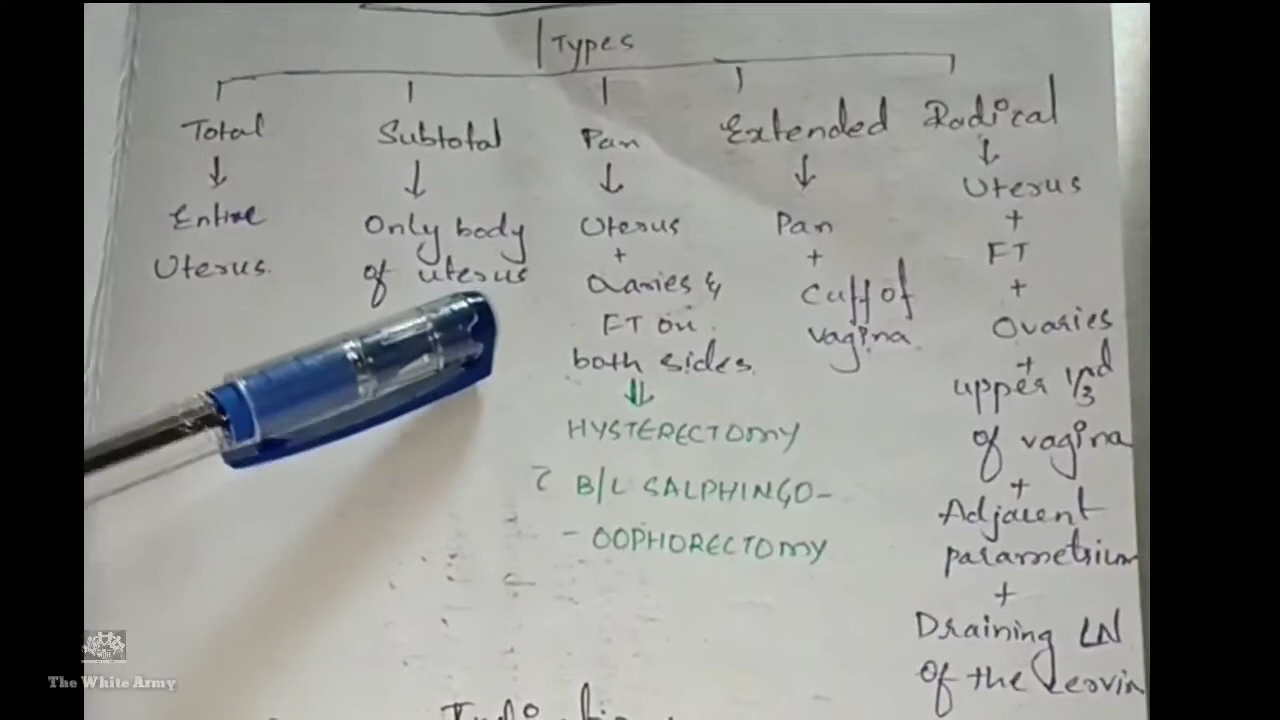 Types
Total
↓
Entire
Uterus.
Subtotal
↓
Only body
of uterus
Pan
↓
Uterus
+
Ovaries &
FT on
both sides.
⇓
HYSTERECTOMY
c̄ B/L SALPHINGO-
- OOPHORECTOMY
Extended
↓
Pan
+
Cuff of
vagina.
Radical
↓
Uterus
+
FT
+
Ovaries
+
upper 1/3rd
of vagina
+
Adjacent
parametrium
+
Draining LN
of the cervix
The White Army